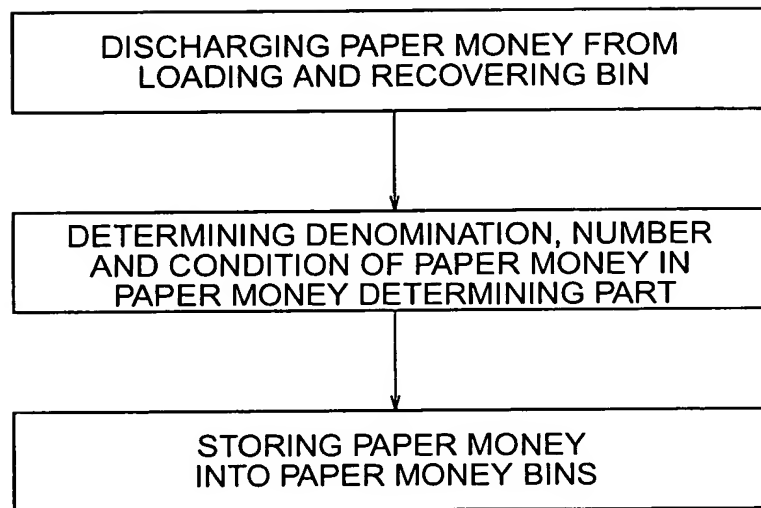 DISCHARGING PAPER MONEY FROM
LOADING AND RECOVERING BIN
DETERMINING DENOMINATION, NUMBER
AND CONDITION OF PAPER MONEY IN
PAPER MONEY DETERMINING PART
STORING PAPER MONEY
INTO PAPER MONEY BINS